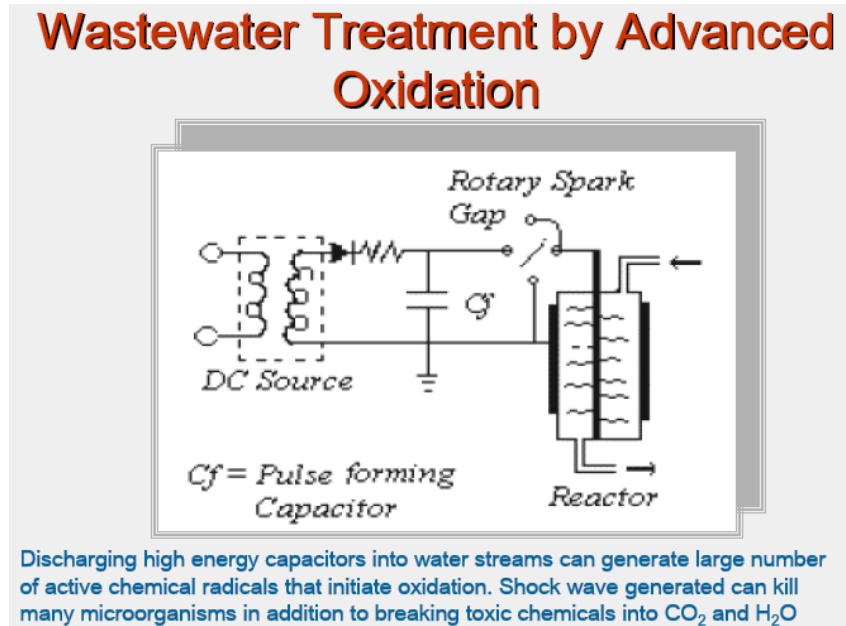 Wastewater Treatment by Advanced
Oxidation
Rotary Spark
Gap
Cf
DC Source
Cf = Pulse forming
Capacitor
Reactor
Discharging high energy capacitors into water streams can generate large number
of active chemical radicals that initiate oxidation. Shock wave generated can kill
many microorganisms in addition to breaking toxic chemicals into CO₂ and H₂O